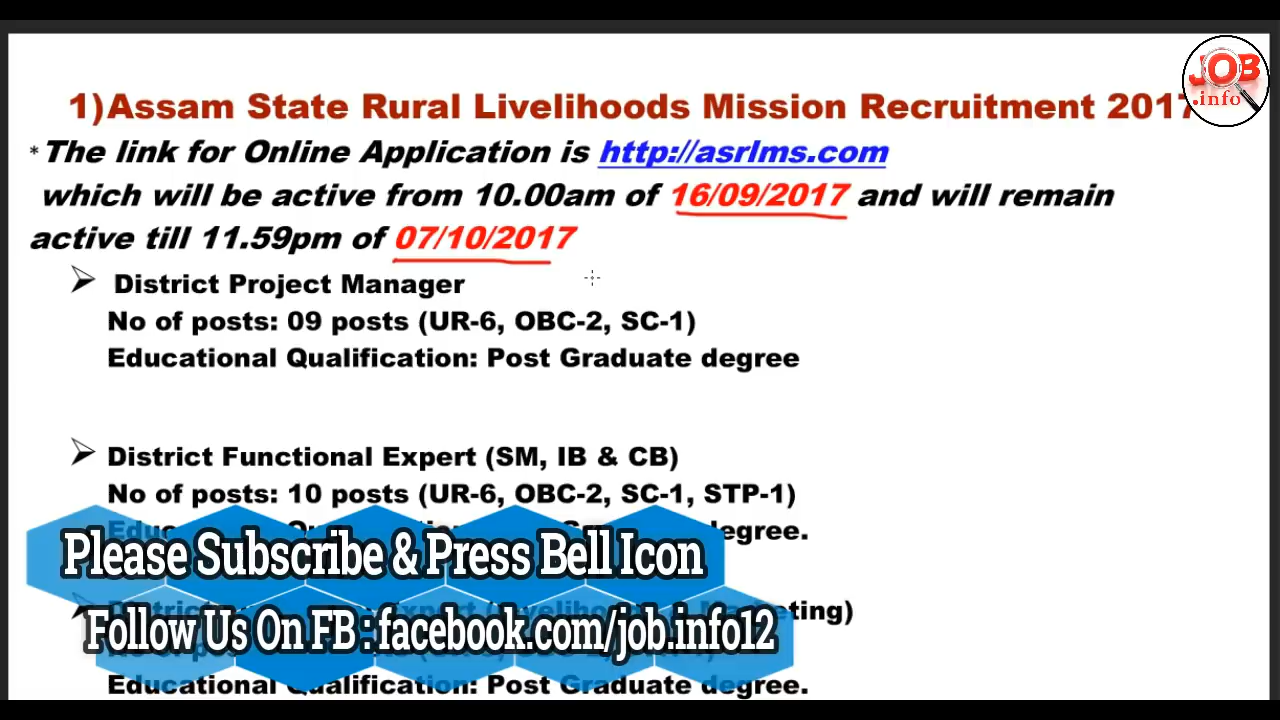 JOB
.info
1)Assam State Rural Livelihoods Mission Recruitment 2017
*The link for Online Application is http://asrlms.com
which will be active from 10.00am of 16/09/2017 and will remain
active till 11.59pm of 07/10/2017
➢ District Project Manager
No of posts: 09 posts (UR-6, OBC-2, SC-1)
Educational Qualification: Post Graduate degree
➢ District Functional Expert (SM, IB & CB)
No of posts: 10 posts (UR-6, OBC-2, SC-1, STP-1)
degree.
Please Subscribe & Press Bell Icon
Follow Us On FB : facebook.com/job.info12
Educational Qualification: Post Graduate degree.